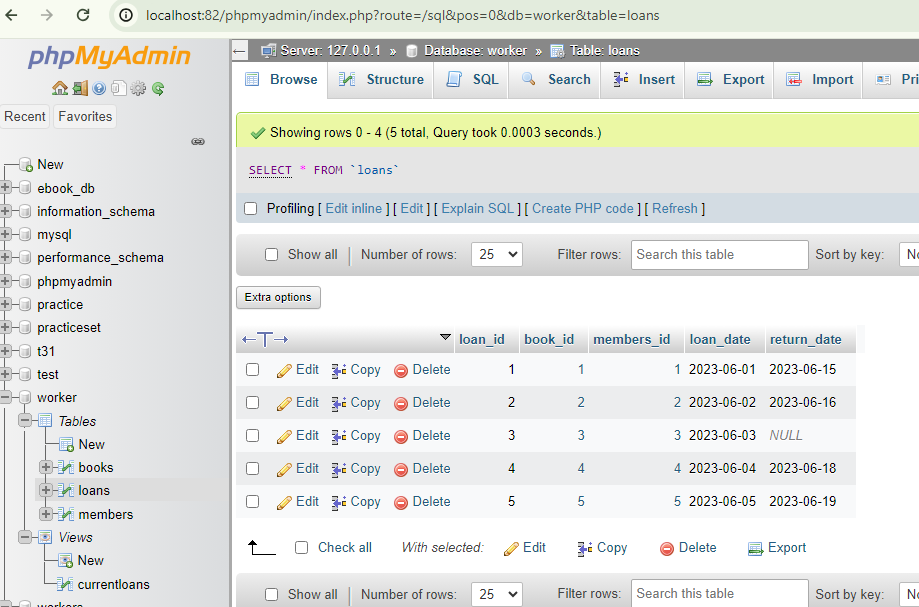 localhost:82/phpmyadmin/index.php?route=/sql&pos=0&db=worker&table=loans
phpMyAdmin
Recent Favorites
New
ebook_db
information_schema
mysql
performance_schema
phpmyadmin
practice
practiceset
t31
test
worker
Tables
New
books
loans
members
Views
New
currentloans
workers
Server: 127.0.0.1 » Database: worker » Table: loans
Browse Structure SQL Search Insert Export Import Pri
Showing rows 0 - 4 (5 total, Query took 0.0003 seconds.)
SELECT * FROM `loans`
Profiling [ Edit inline ] [ Edit ] [ Explain SQL ] [ Create PHP code ] [ Refresh ]
Show all Number of rows: 25 Filter rows: Search this table Sort by key: No
Extra options
loan_id book_id members_id loan_date return_date
Edit Copy Delete 1 1 1 2023-06-01 2023-06-15
Edit Copy Delete 2 2 2 2023-06-02 2023-06-16
Edit Copy Delete 3 3 3 2023-06-03 NULL
Edit Copy Delete 4 4 4 2023-06-04 2023-06-18
Edit Copy Delete 5 5 5 2023-06-05 2023-06-19
Check all With selected: Edit Copy Delete Export
Show all Number of rows: 25 Filter rows: Search this table Sort by key: No